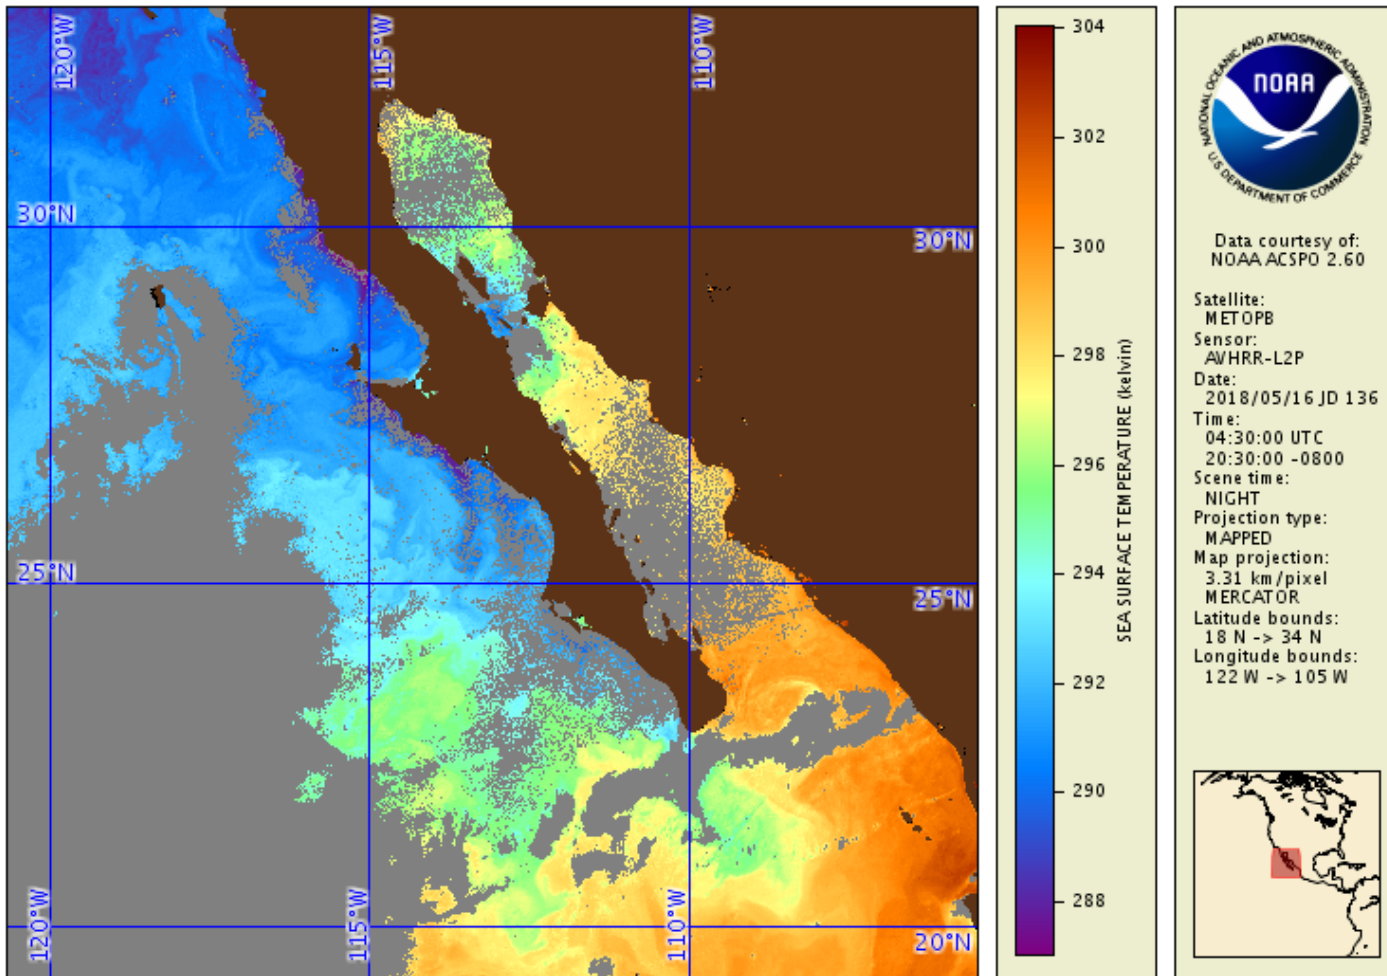 120°W
115°W
110°W
30°N
30°N
25°N
25°N
20°N
120°W
115°W
110°W
304
302
300
298
296
294
292
290
288
SEA SURFACE TEMPERATURE (kelvin)
NATIONAL OCEANIC AND ATMOSPHERIC ADMINISTRATION
NOAA
U.S. DEPARTMENT OF COMMERCE
Data courtesy of:
NOAA ACSPO 2.60
Satellite:
METOPB
Sensor:
AVHRR-L2P
Date:
2018/05/16 JD 136
Time:
04:30:00 UTC
20:30:00 -0800
Scene time:
NIGHT
Projection type:
MAPPED
Map projection:
3.31 km/pixel
MERCATOR
Latitude bounds:
18 N -> 34 N
Longitude bounds:
122 W -> 105 W